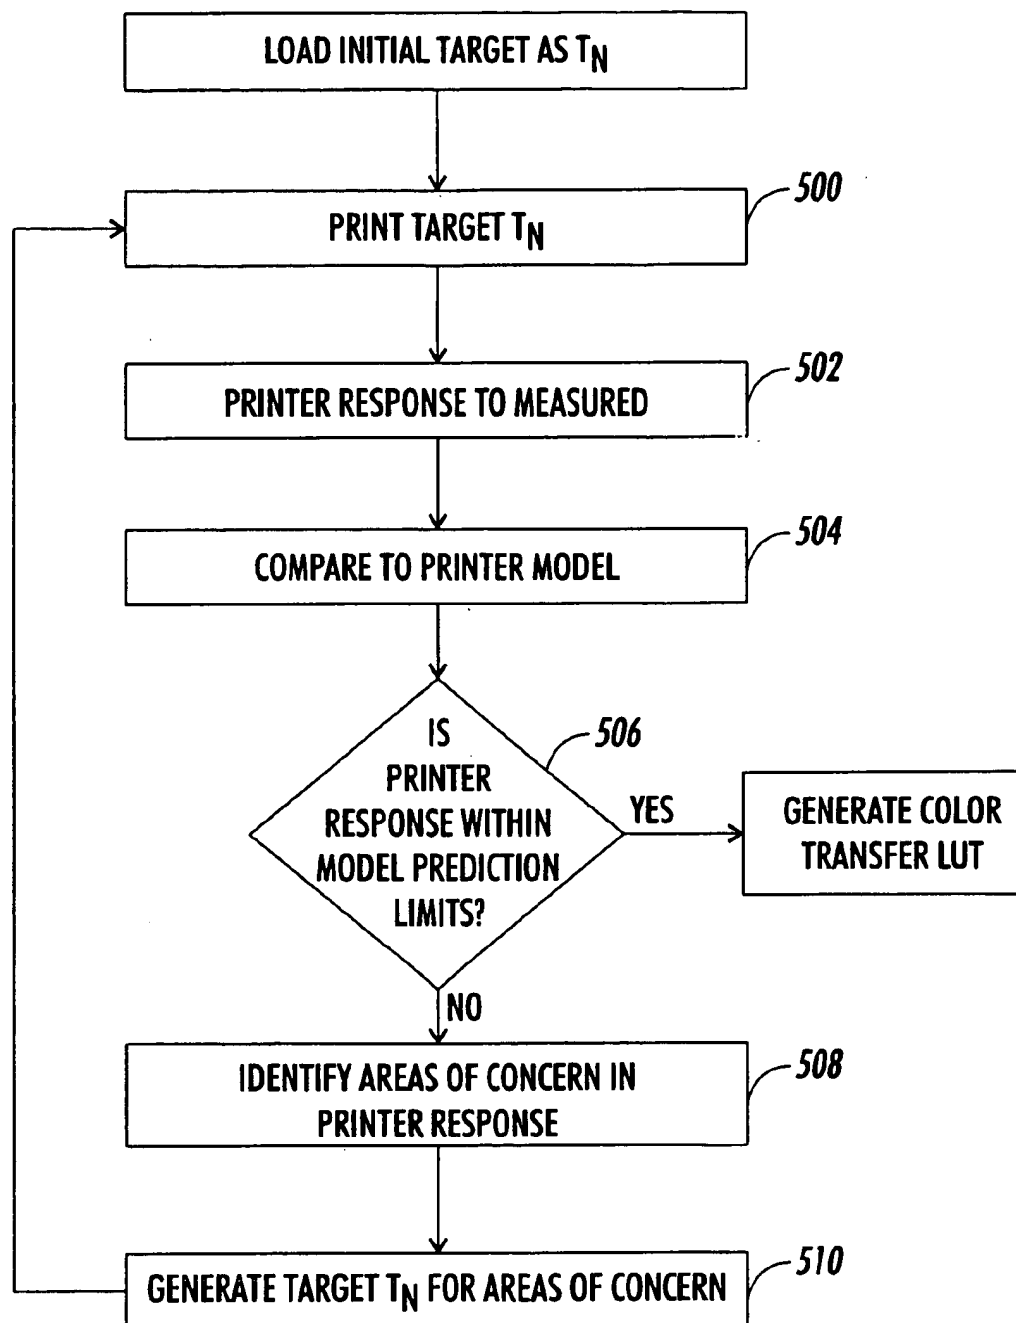 LOAD INITIAL TARGET AS TN
500
PRINT TARGET TN
502
PRINTER RESPONSE TO MEASURED
504
COMPARE TO PRINTER MODEL
506
IS
PRINTER
RESPONSE WITHIN
MODEL PREDICTION
LIMITS?
YES
GENERATE COLOR
TRANSFER LUT
NO
508
IDENTIFY AREAS OF CONCERN IN
PRINTER RESPONSE
510
GENERATE TARGET TN FOR AREAS OF CONCERN